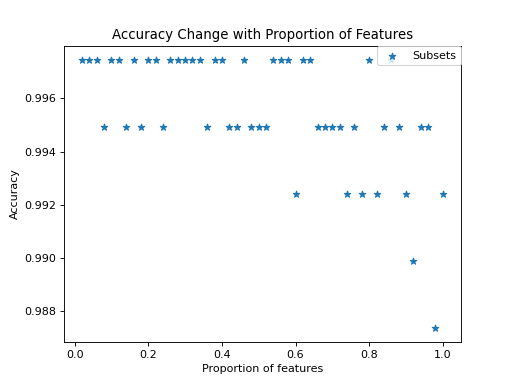 Accuracy Change with Proportion of Features
Subsets
Accuracy
0.996
0.994
0.992
0.990
0.988
0.0 0.2 0.4 0.6 0.8 1.0
Proportion of features